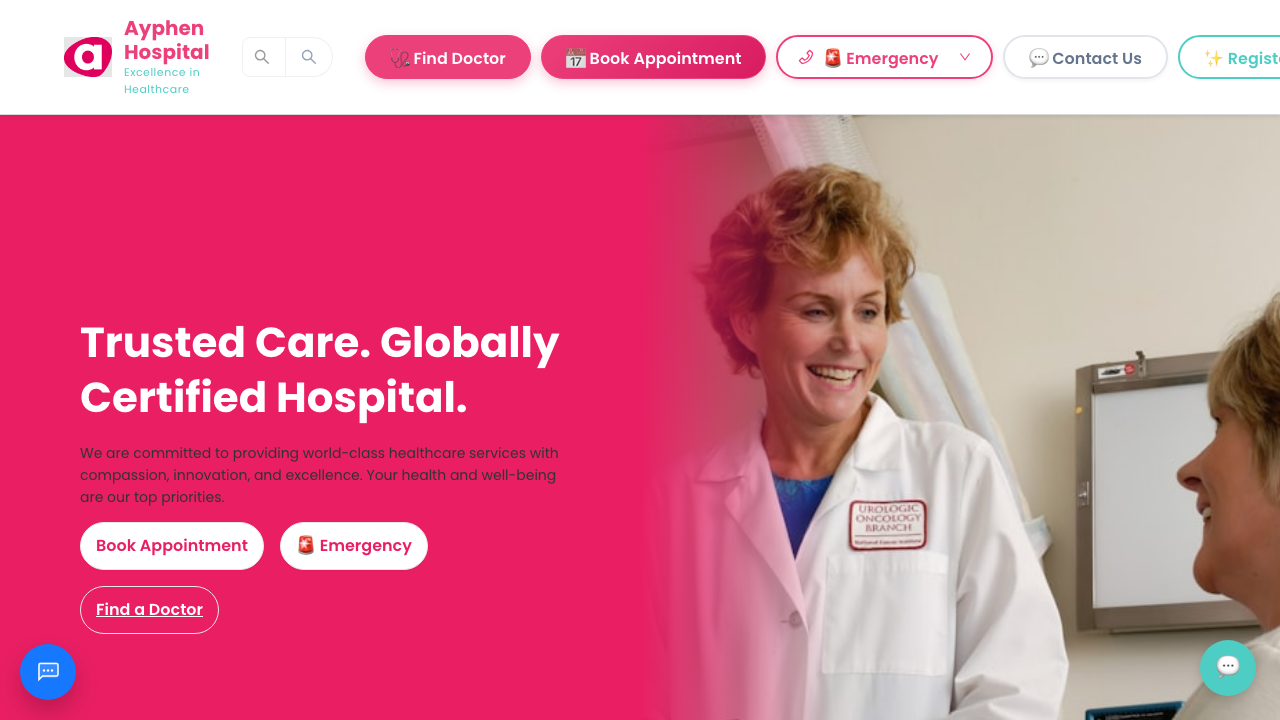 Ayphen
Hospital
Excellence in
Healthcare
Find Doctor
Book Appointment
Emergency
Contact Us
Trusted Care. Globally
Certified Hospital.
We are committed to providing world-class healthcare services with
compassion, innovation, and excellence. Your health and well-being
are our top priorities.
Book Appointment
Emergency
Find a Doctor
UROLOGIC
ONCOLOGY
BRANCH
National Cancer Institute